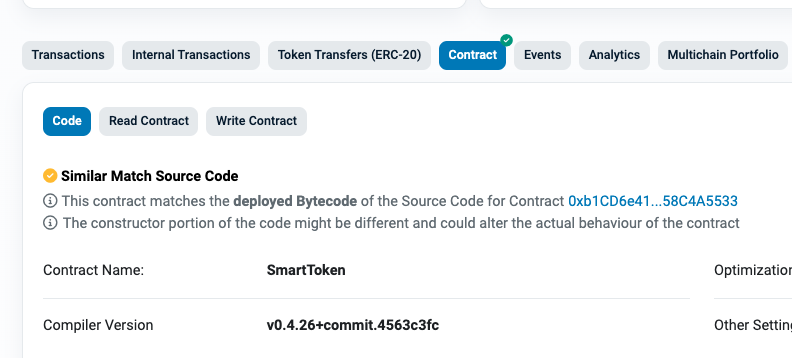 Transactions Internal Transactions Token Transfers (ERC-20) Contract Events Analytics Multichain Portfolio
Code Read Contract Write Contract
Similar Match Source Code
This contract matches the deployed Bytecode of the Source Code for Contract 0xb1CD6e41...58C4A5533
The constructor portion of the code might be different and could alter the actual behaviour of the contract
Contract Name: SmartToken Optimization
Compiler Version v0.4.26+commit.4563c3fc Other Setting